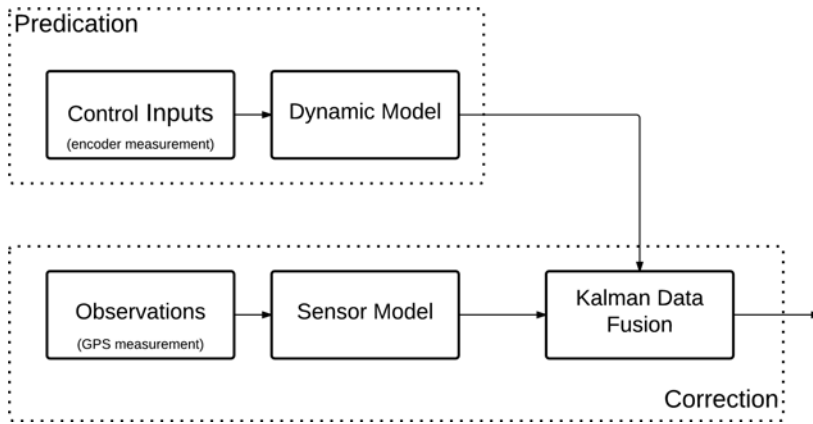 Predication
Control Inputs
(encoder measurement)
Dynamic Model
Observations
(GPS measurement)
Sensor Model
Kalman Data
Fusion
Correction